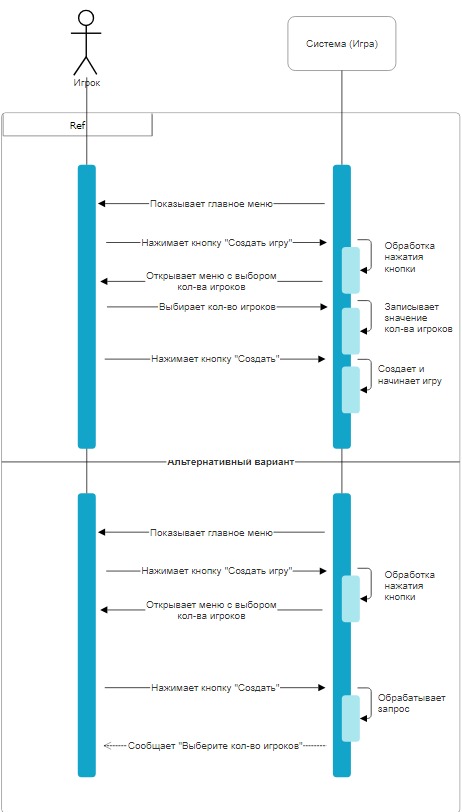 Игрок
Система (Игра)
Ref
Показывает главное меню
Нажимает кнопку "Создать игру"
Обработка
нажатия
кнопки
Открывает меню с выбором
кол-ва игроков
Выбирает кол-во игроков
Записывает
значение
кол-ва игроков
Нажимает кнопку "Создать"
Создает и
начинает игру
Альтернативный вариант
Показывает главное меню
Нажимает кнопку "Создать игру"
Обработка
нажатия
кнопки
Открывает меню с выбором
кол-ва игроков
Нажимает кнопку "Создать"
Обрабатывает
запрос
Сообщает "Выберите кол-во игроков"